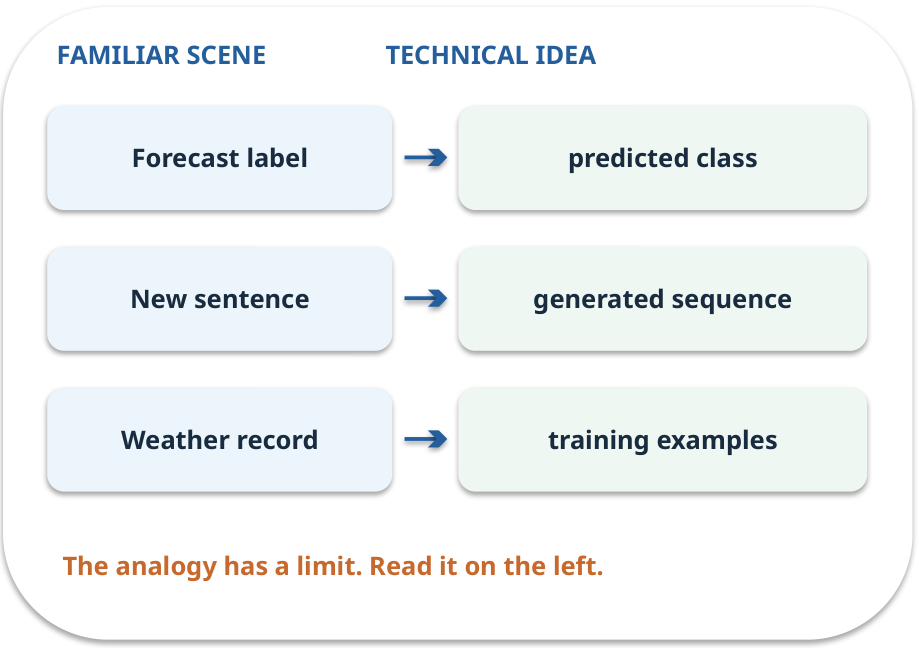 FAMILIAR SCENE TECHNICAL IDEA
Forecast label → predicted class
New sentence → generated sequence
Weather record → training examples
The analogy has a limit. Read it on the left.